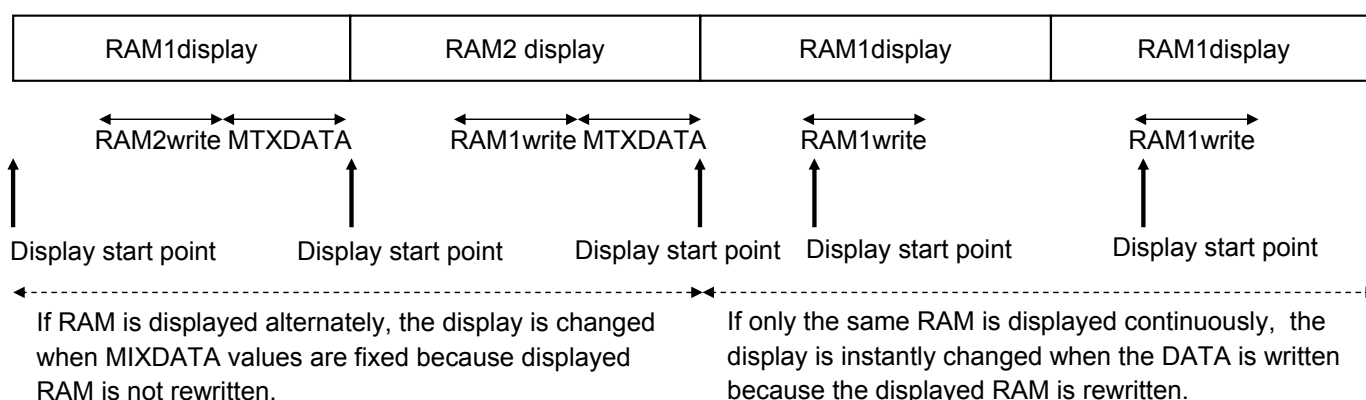 RAM1display RAM2 display RAM1display RAM1display
RAM2write MTXDATA RAM1write MTXDATA RAM1write RAM1write
Display start point Display start point Display start point Display start point Display start point
If RAM is displayed alternately, the display is changed
when MIXDATA values are fixed because displayed
RAM is not rewritten.
If only the same RAM is displayed continuously, the
display is instantly changed when the DATA is written
because the displayed RAM is rewritten.